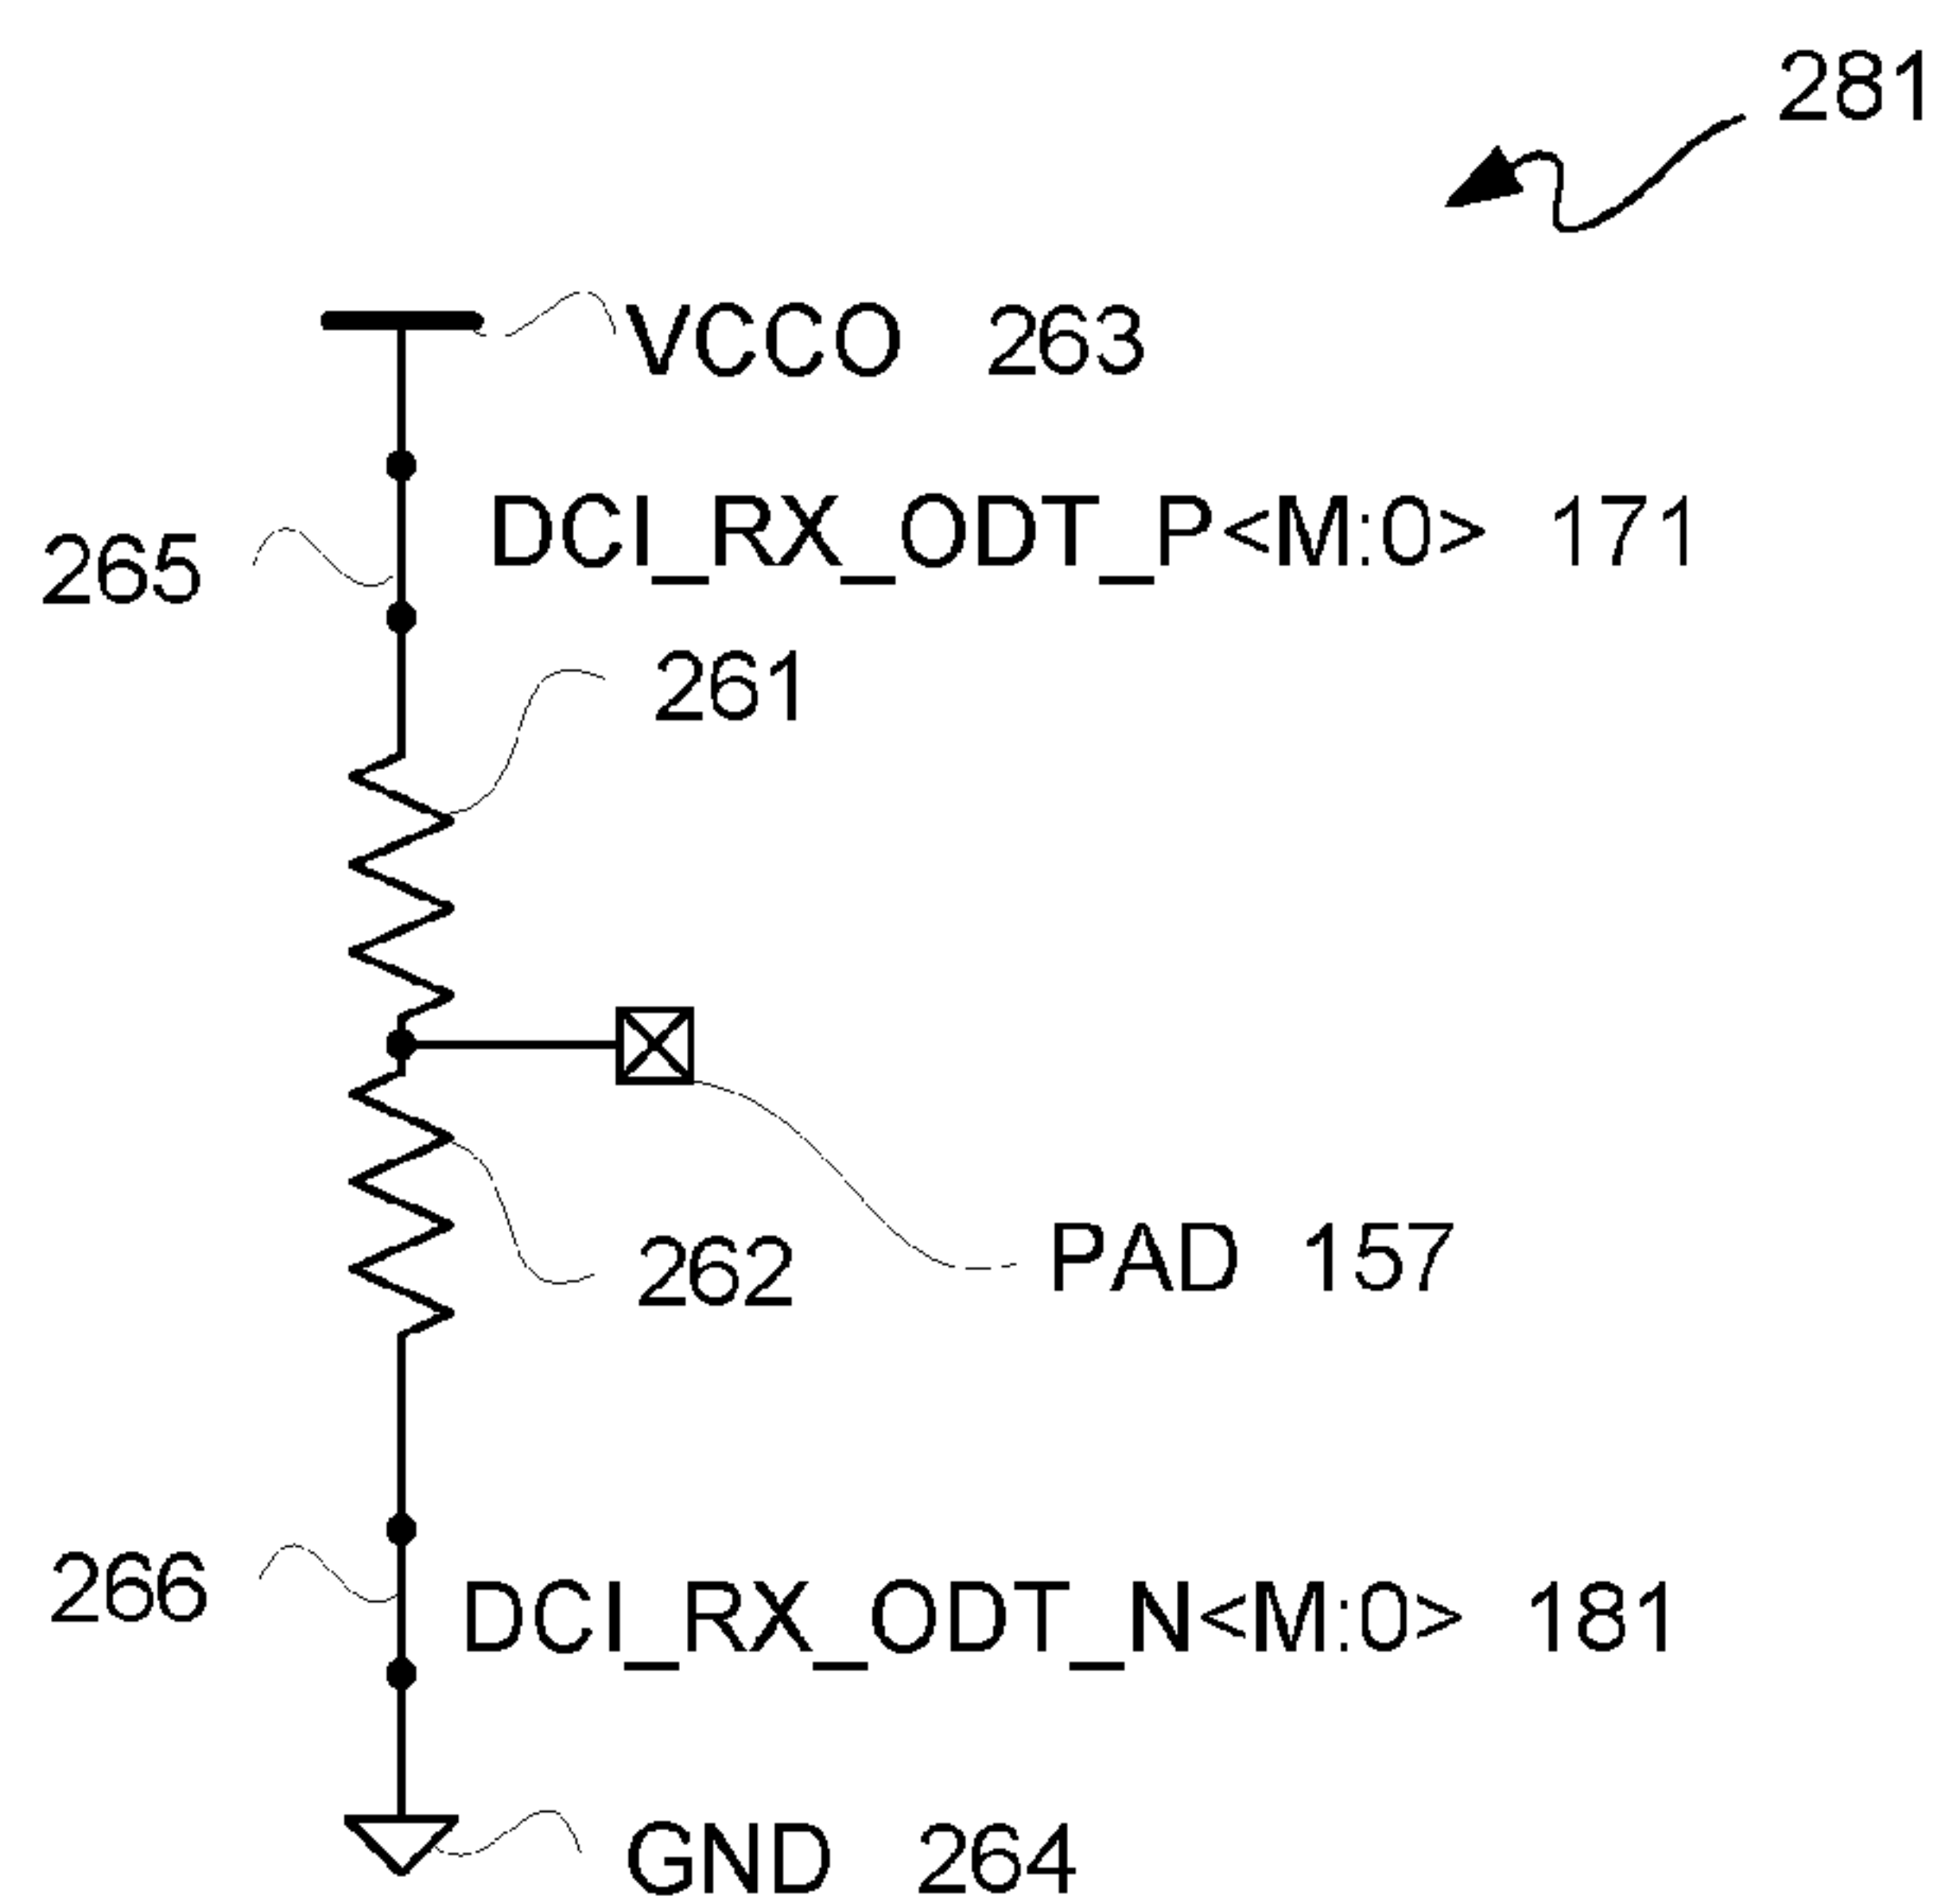 281
VCCO 263
DCI_RX_ODT_P<M:0> 171
265
261
PAD 157
262
266
DCI_RX_ODT_N<M:0> 181
GND 264